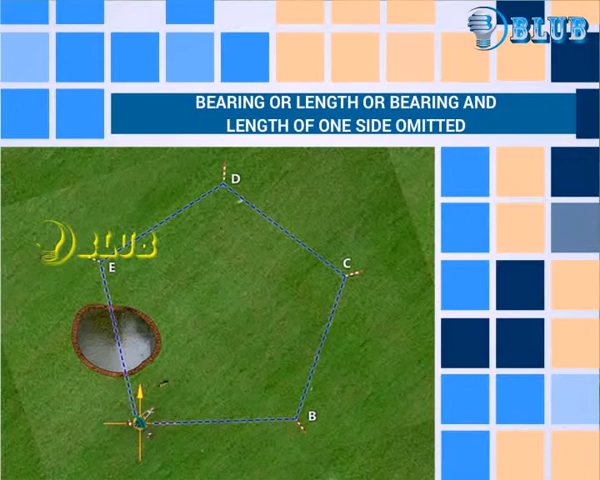 BLUB
BEARING OR LENGTH OR BEARING AND
LENGTH OF ONE SIDE OMITTED
D
BLUB
E
C
B